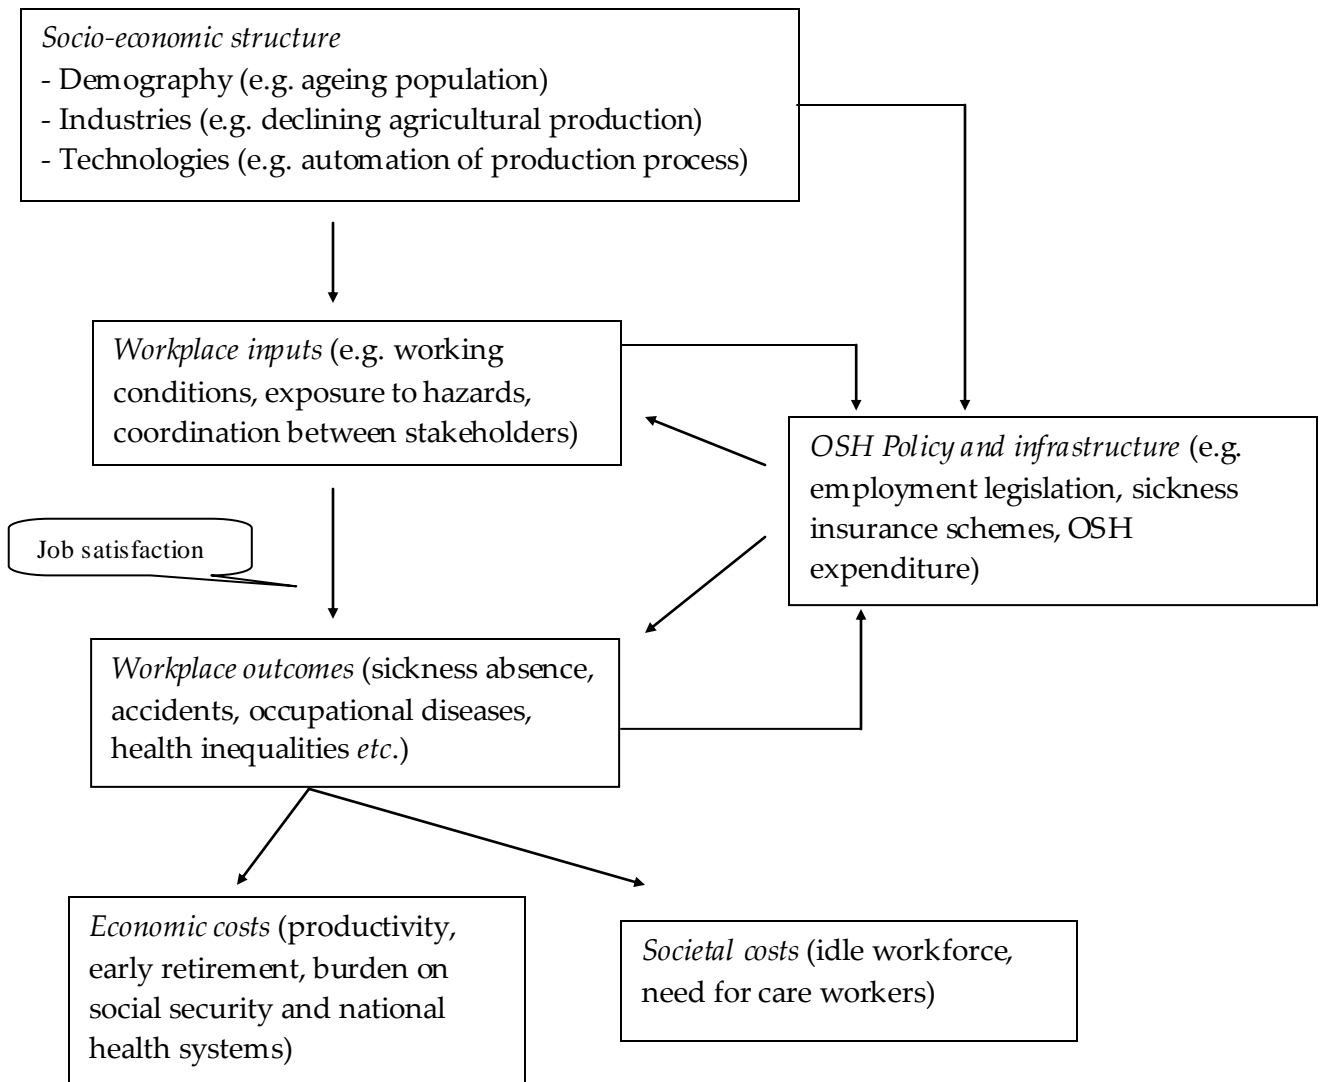 Socio-economic structure
- Demography (e.g. ageing population)
- Industries (e.g. declining agricultural production)
- Technologies (e.g. automation of production process)
Workplace inputs (e.g. working
conditions, exposure to hazards,
coordination between stakeholders)
OSH Policy and infrastructure (e.g.
employment legislation, sickness
insurance schemes, OSH
expenditure)
Job satisfaction
Workplace outcomes (sickness absence,
accidents, occupational diseases,
health inequalities etc.)
Economic costs (productivity,
early retirement, burden on
social security and national
health systems)
Societal costs (idle workforce,
need for care workers)